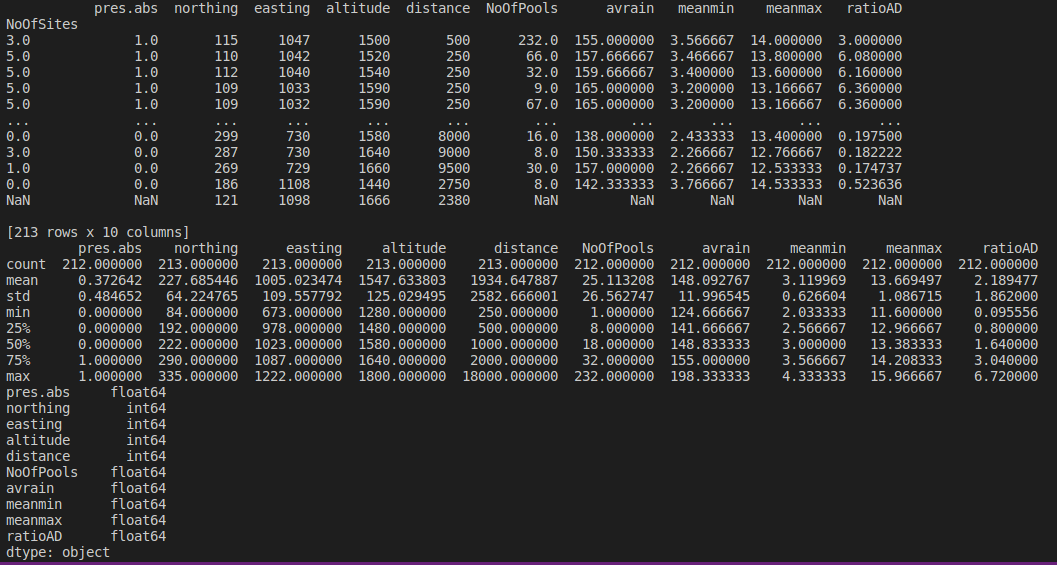 pres.abs northing easting altitude distance NoOfPools avrain meanmin meanmax ratioAD
NoOfSites
3.0 1.0 115 1047 1500 500 232.0 155.000000 3.566667 14.000000 3.000000
5.0 1.0 110 1042 1520 250 66.0 157.666667 3.466667 13.800000 6.080000
5.0 1.0 112 1040 1540 250 32.0 159.666667 3.400000 13.600000 6.160000
5.0 1.0 109 1033 1590 250 9.0 165.000000 3.200000 13.166667 6.360000
5.0 1.0 109 1032 1590 250 67.0 165.000000 3.200000 13.166667 6.360000
... ... ... ... ... ... ... ... ... ... ...
0.0 0.0 299 730 1580 8000 16.0 138.000000 2.433333 13.400000 0.197500
3.0 0.0 287 730 1640 9000 8.0 150.333333 2.266667 12.766667 0.182222
1.0 0.0 269 729 1660 9500 30.0 157.000000 2.266667 12.533333 0.174737
0.0 0.0 186 1108 1440 2750 8.0 142.333333 3.766667 14.533333 0.523636
NaN NaN 121 1098 1666 2380 NaN NaN NaN NaN NaN
[213 rows x 10 columns]
pres.abs northing easting altitude distance NoOfPools avrain meanmin meanmax ratioAD
count 212.000000 213.000000 213.000000 213.000000 213.000000 212.000000 212.000000 212.000000 212.000000 212.000000
mean 0.372642 227.685446 1005.023474 1547.633803 1934.647887 25.113208 148.092767 3.119969 13.669497 2.189477
std 0.484652 64.224765 109.557792 125.029495 2582.666001 26.562747 11.996545 0.626604 1.086715 1.862000
min 0.000000 84.000000 673.000000 1280.000000 250.000000 1.000000 124.666667 2.033333 11.600000 0.095556
25% 0.000000 192.000000 978.000000 1480.000000 500.000000 8.000000 141.666667 2.566667 12.966667 0.800000
50% 0.000000 222.000000 1023.000000 1580.000000 1000.000000 18.000000 148.833333 3.000000 13.383333 1.640000
75% 1.000000 290.000000 1087.000000 1640.000000 2000.000000 32.000000 155.000000 3.566667 14.208333 3.040000
max 1.000000 335.000000 1222.000000 1800.000000 18000.000000 232.000000 198.333333 4.333333 15.966667 6.720000
pres.abs float64
northing int64
easting int64
altitude int64
distance int64
NoOfPools float64
avrain float64
meanmin float64
meanmax float64
ratioAD float64
dtype: object